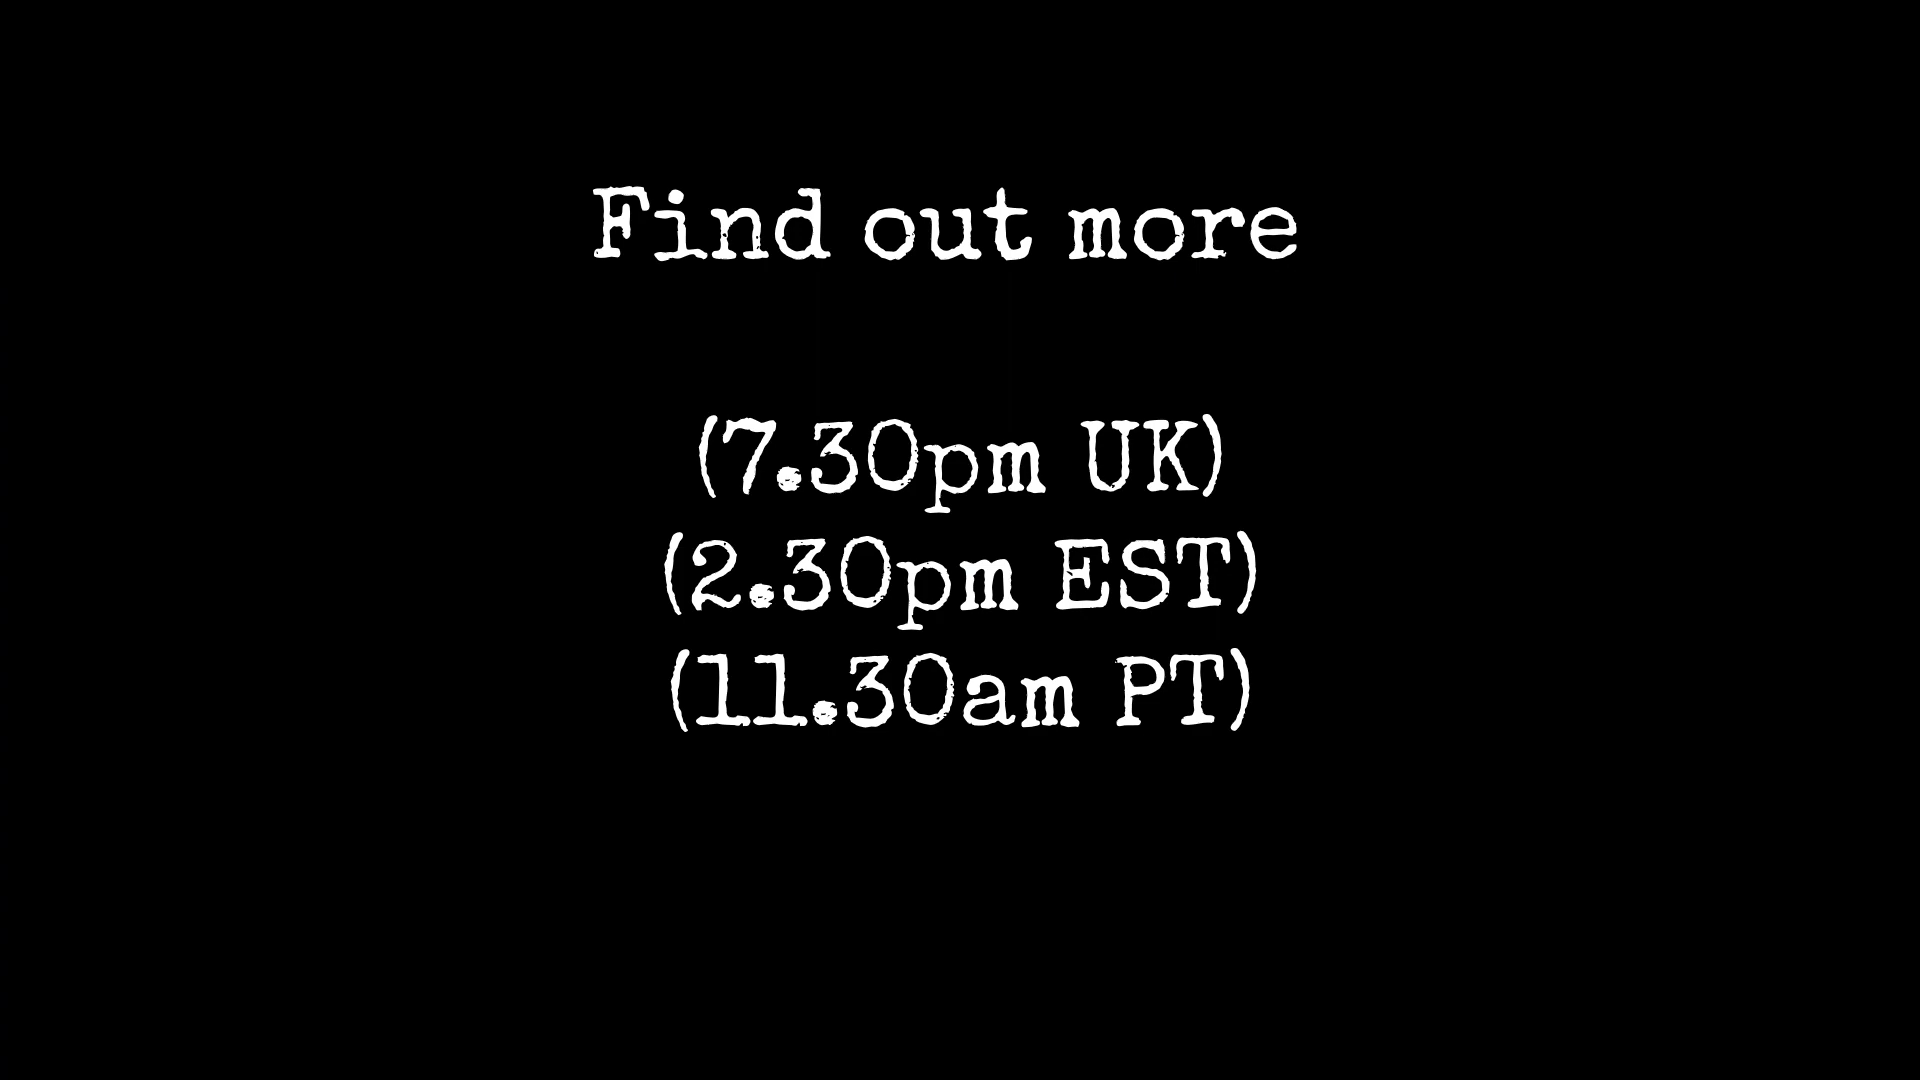 Find out more
(7.30pm UK)
(2.30pm EST)
(11.30am PT)